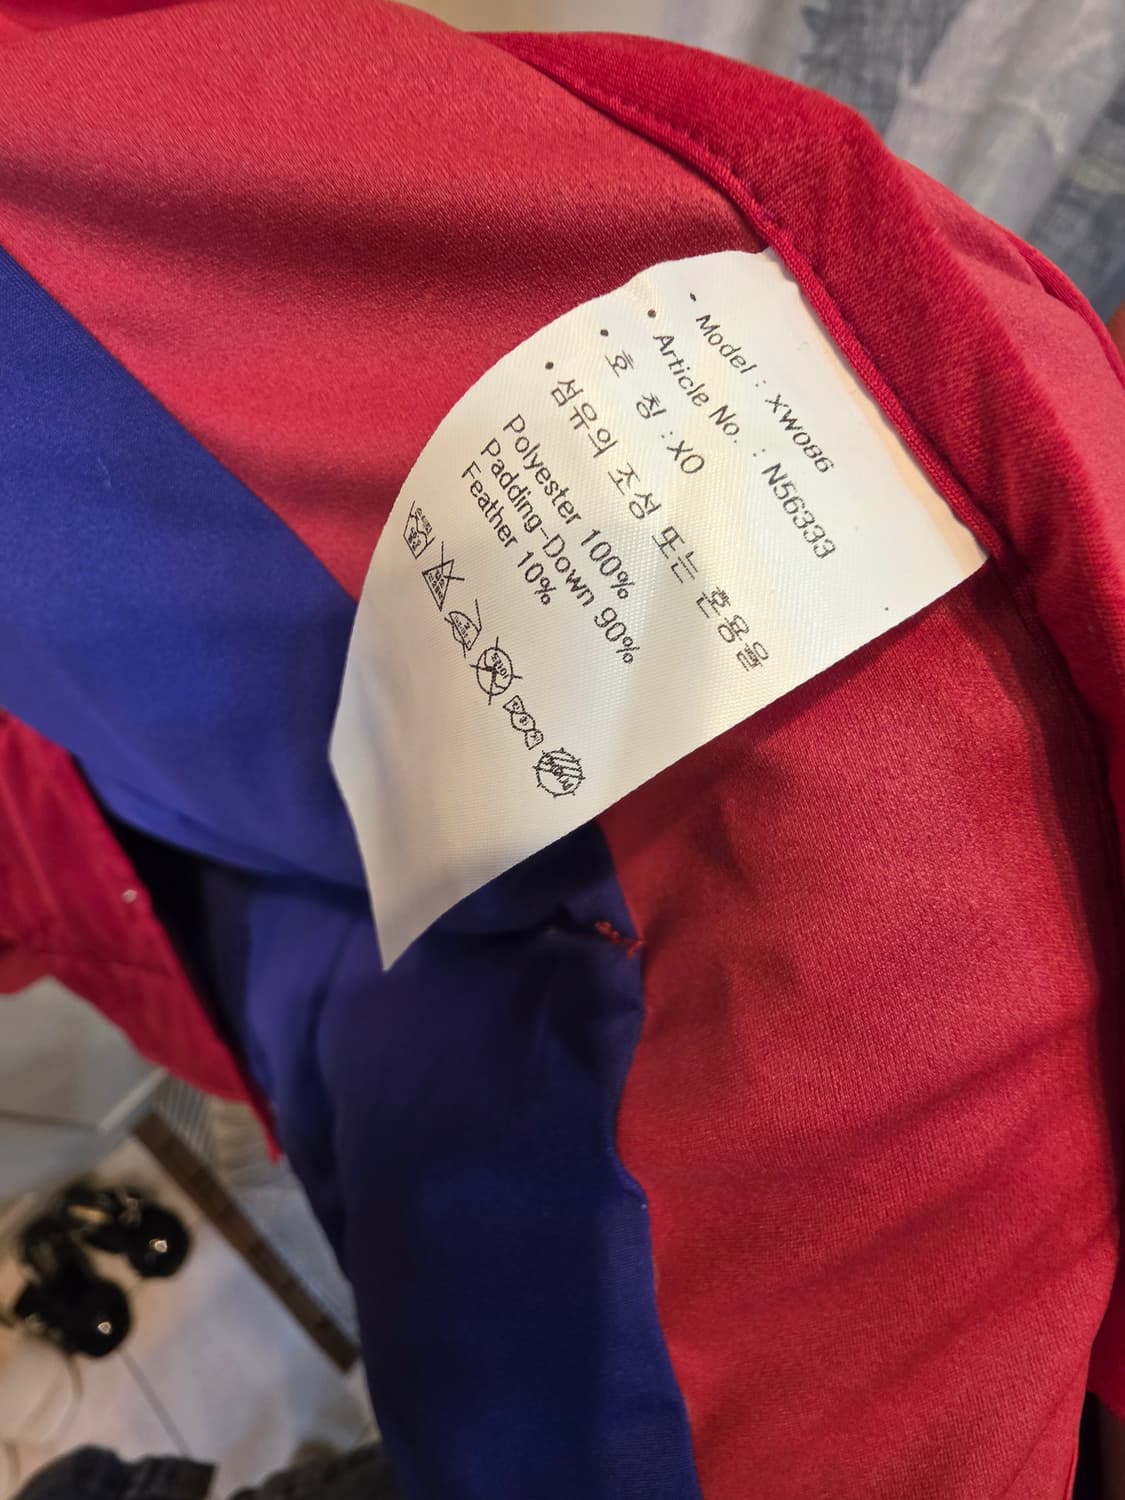 • Model : XW086
• Article No. : N56333
• 호 칭 : XO
• 섬유의 조성 또는 혼용율
Polyester 100%
Padding-Down 90%
Feather 10%